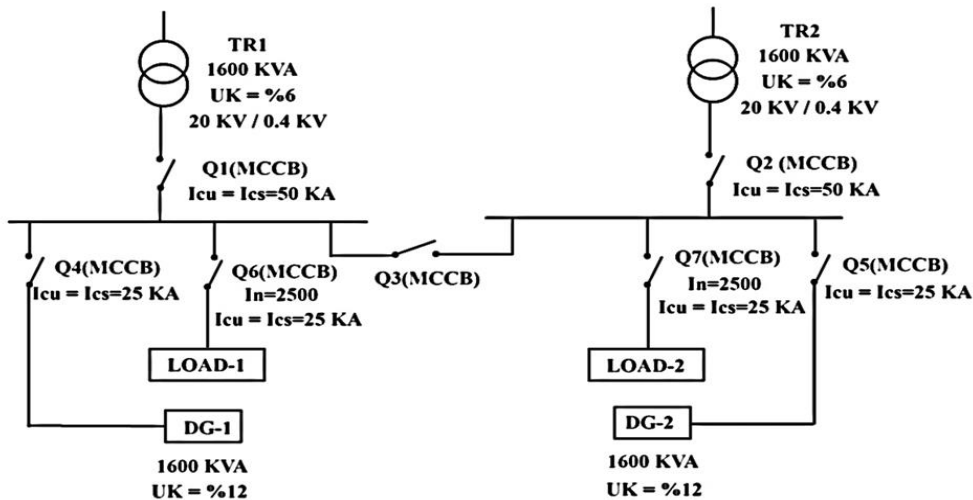 TR1
1600 KVA
UK = %6
20 KV / 0.4 KV
Q1(MCCB)
Icu = Ics=50 KA
TR2
1600 KVA
UK = %6
20 KV / 0.4 KV
Q2 (MCCB)
Icu = Ics=50 KA
Q4(MCCB)
Icu = Ics=25 KA
Q6(MCCB)
In=2500
Icu = Ics=25 KA
Q3(MCCB)
Q7(MCCB)
In=2500
Icu = Ics=25 KA
Q5(MCCB)
Icu = Ics=25 KA
LOAD-1
LOAD-2
DG-1
1600 KVA
UK = %12
DG-2
1600 KVA
UK = %12